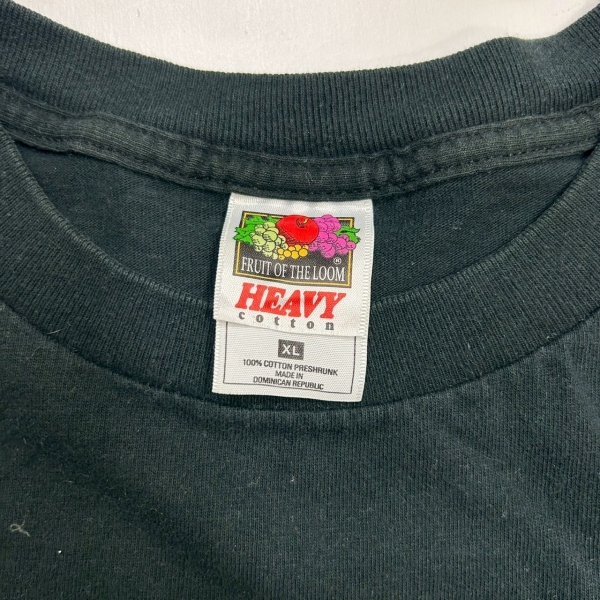 FRUIT OF THE LOOM ®
HEAVY
cotton
XL
100% COTTON PRESHRUNK
MADE IN
DOMINICAN REPUBLIC